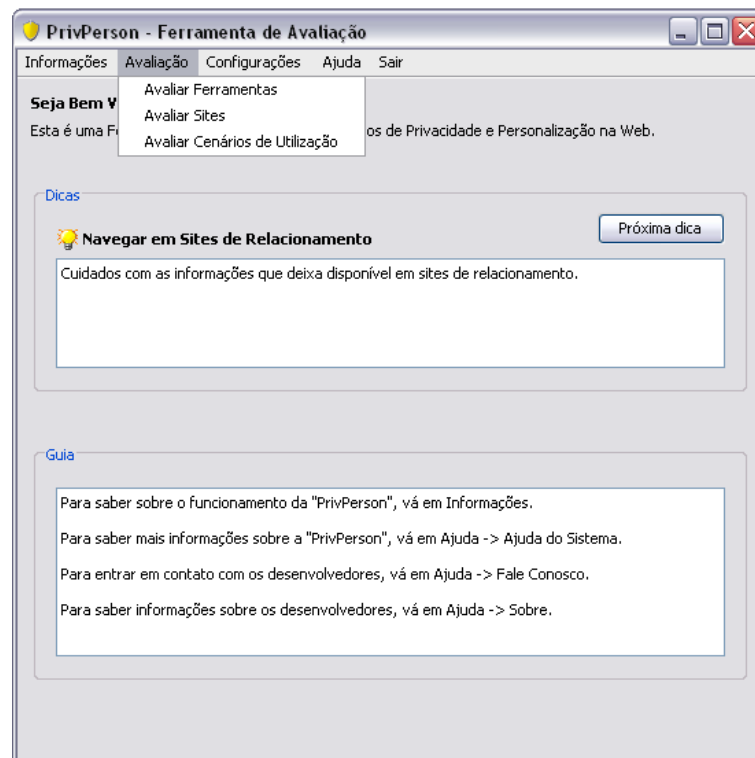 PrivPerson - Ferramenta de Avaliação
Informações Avaliação Configurações Ajuda Sair
Avaliar Ferramentas
Avaliar Sites
Avaliar Cenários de Utilização
Seja Bem
Esta é uma os de Privacidade e Personalização na Web.
Dicas
Navegar em Sites de Relacionamento
Próxima dica
Cuidados com as informações que deixa disponível em sites de relacionamento.
Guia
Para saber sobre o funcionamento da "PrivPerson", vá em Informações.
Para saber mais informações sobre a "PrivPerson", vá em Ajuda -> Ajuda do Sistema.
Para entrar em contato com os desenvolvedores, vá em Ajuda -> Fale Conosco.
Para saber informações sobre os desenvolvedores, vá em Ajuda -> Sobre.